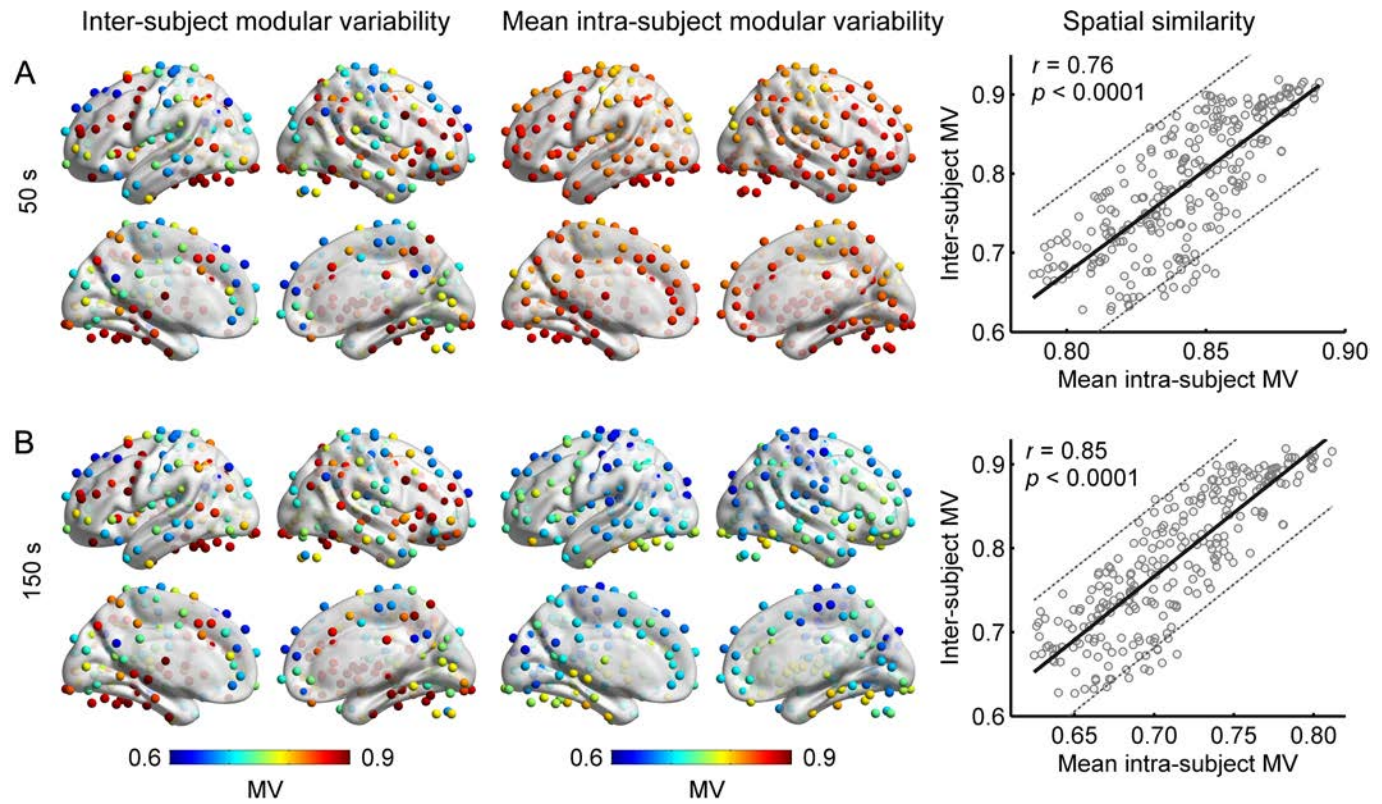 Inter-subject modular variability
Mean intra-subject modular variability
Spatial similarity
A
50 s
r = 0.76
p < 0.0001
Inter-subject MV
0.9
0.8
0.7
0.6
0.80
0.85
0.90
Mean intra-subject MV
B
150 s
r = 0.85
p < 0.0001
Inter-subject MV
0.9
0.8
0.7
0.6
0.65
0.70
0.75
0.80
Mean intra-subject MV
0.6
0.9
MV
0.6
0.9
MV